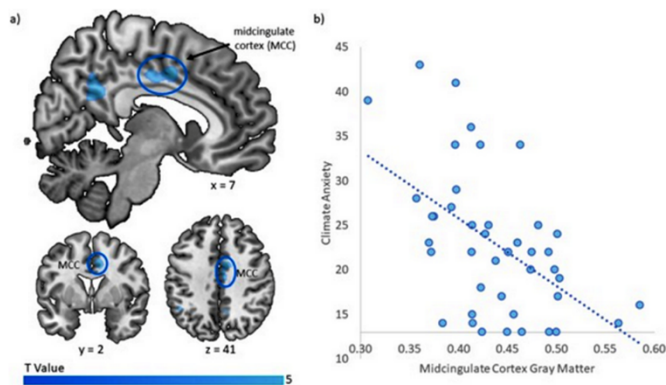 a)
midcingulate
cortex (MCC)
x = 7
MCC
y = 2
MCC
z = 41
T Value
5
b)
Climate Anxiety
45
40
35
30
25
20
15
10
0.30
0.35
0.40
0.45
0.50
0.55
0.60
Midcingulate Cortex Gray Matter